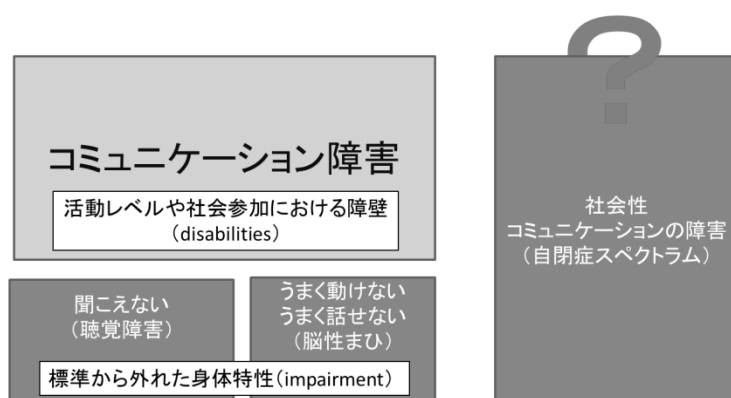 ?
コミュニケーション障害
活動レベルや社会参加における障壁
(disabilities)
聞こえない
(聴覚障害)
うまく動けない
うまく話せない
(脳性まひ)
標準から外れた身体特性(impairment)
社会性
コミュニケーションの障害
(自閉症スペクトラム)